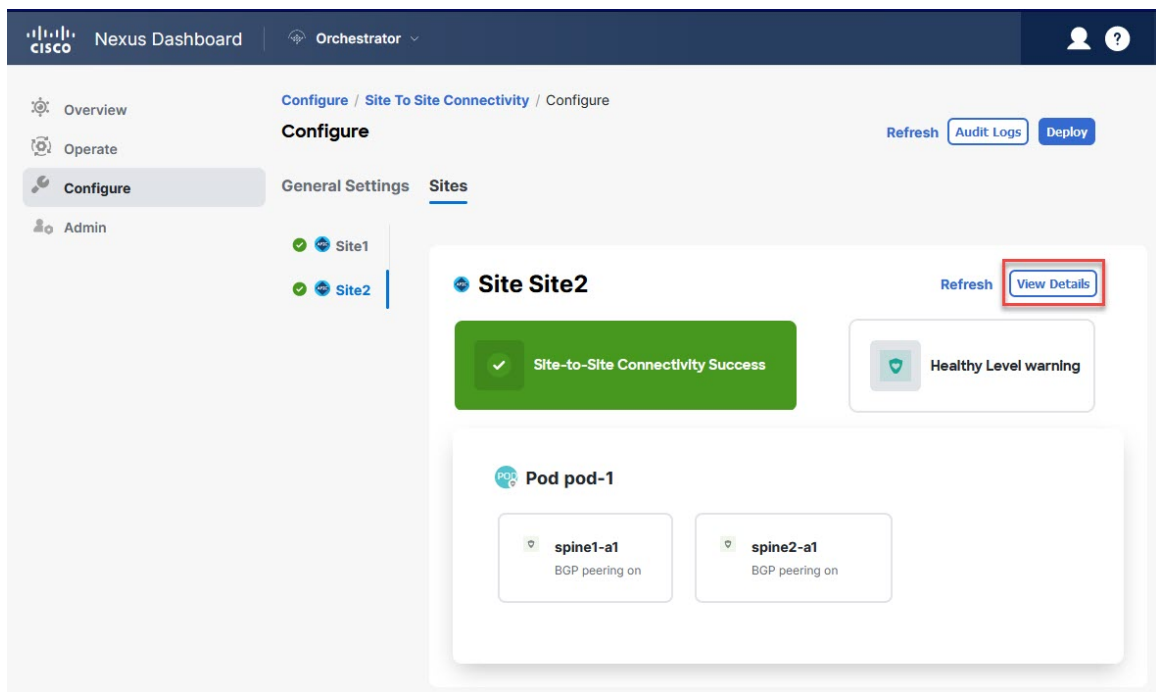 CISCO Nexus Dashboard Orchestrator ?
Overview
Operate
Configure
Admin
Configure / Site To Site Connectivity / Configure
Configure
Refresh Audit Logs Deploy
General Settings Sites
Site1
Site2
Site Site2
Refresh View Details
Site-to-Site Connectivity Success
Healthy Level warning
POD Pod pod-1
spine1-a1
BGP peering on
spine2-a1
BGP peering on